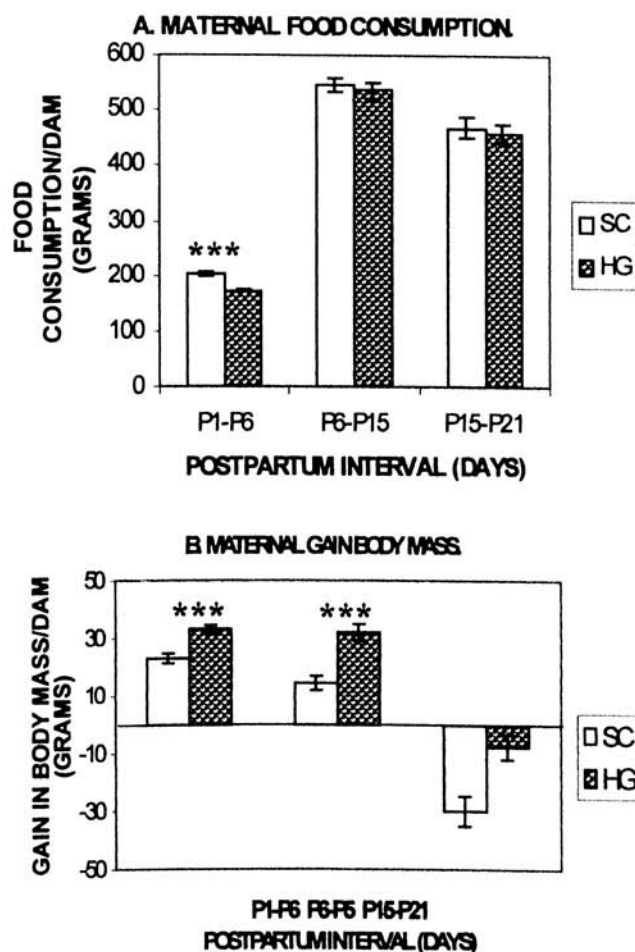 A. MATERNAL FOOD CONSUMPTION.
FOOD
CONSUMPTION/DAM
(GRAMS)
600
500
400
300
200
100
0
***
SC
HG
P1-P6 P6-P15 P15-P21
POSTPARTUM INTERVAL (DAYS)
B. MATERNAL GAIN BODY MASS.
GAIN IN BODY MASS/DAM
(GRAMS)
50
30
10
-10
-30
-50
*** ***
SC
HG
P1-P6 P6-P5 P15-P21
POSTPARTUM INTERVAL (DAYS)